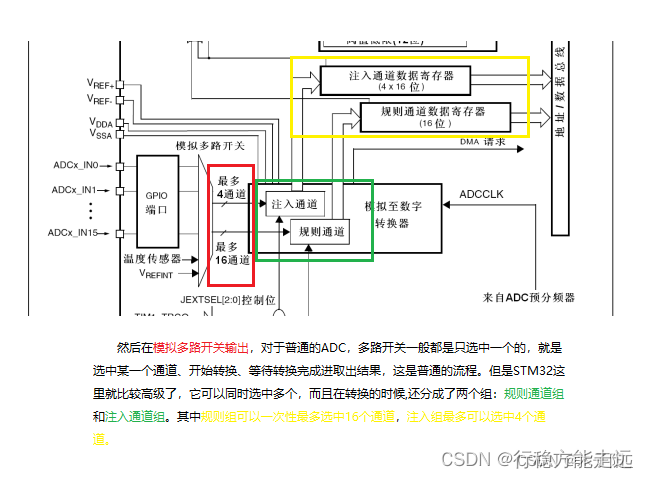 注入通道数据寄存器
(4 x 16 位)
规则通道数据寄存器
(16 位)
地址/数据总线
VREF+
VREF-
VDDA
VSSA
模拟多路开关
DMA 请求
ADCx_IN0
ADCx_IN1
ADCx_IN15
GPIO
端口
最多
4通道
注入通道
规则通道
最多
16通道
模拟至数字
转换器
ADCCLK
温度传感器
VREFINT
来自ADC预分频器
JEXTSEL[2:0]控制位
然后在模拟多路开关输出，对于普通的ADC，多路开关一般都是只选中一个的，就是
选中某一个通道、开始转换、等待转换完成进取出结果，这是普通的流程。但是STM32这
里就比较高级了，它可以同时选中多个，而且在转换的时候,还分成了两个组：规则通道组
和注入通道组。其中规则组可以一次性最多选中16个通道，注入组最多可以选中4个通
道。
CSDN @行稳方能走远